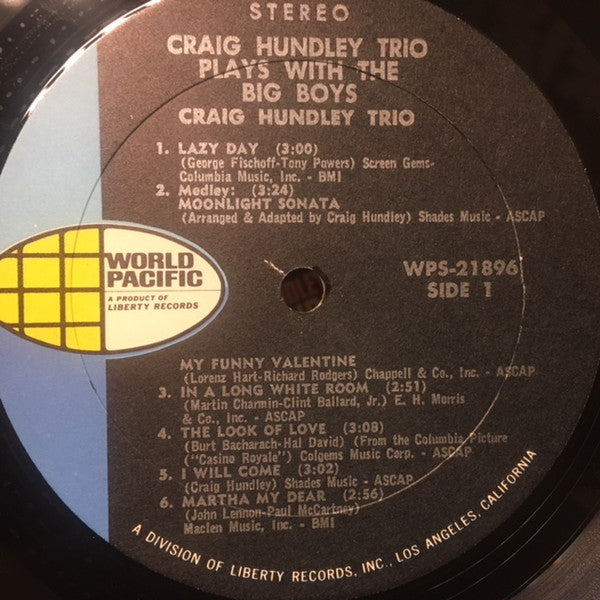 STEREO
CRAIG HUNDLEY TRIO
PLAYS WITH THE
BIG BOYS
CRAIG HUNDLEY TRIO
1. LAZY DAY (3:00)
(George Fischoff-Tony Powers) Screen Gems-
Columbia Music, Inc. - BMI
2. Medley: (3:24)
MOONLIGHT SONATA
(Arranged & Adapted by Craig Hundley) Shades Music - ASCAP
WORLD
PACIFIC
A PRODUCT OF
LIBERTY RECORDS
WPS-21896
SIDE 1
MY FUNNY VALENTINE
(Lorenz Hart-Richard Rodgers) Chappell & Co., Inc. - ASCAP
3. IN A LONG WHITE ROOM (2:51)
(Martin Charmin-Clint Ballard, Jr.) E. H. Morris
& Co., Inc. - ASCAP
4. THE LOOK OF LOVE (3:08)
(Burt Bacharach-Hal David) (From the Columbia Picture
("Casino Royale") Colgems Music Corp. - ASCAP
5. I WILL COME (3:02)
(Craig Hundley) Shades Music - ASCAP
6. MARTHA MY DEAR (2:56)
(John Lennon-Paul McCartney)
Maclen Music, Inc. - BMI
A DIVISION OF LIBERTY RECORDS, INC., LOS ANGELES, CALIFORNIA